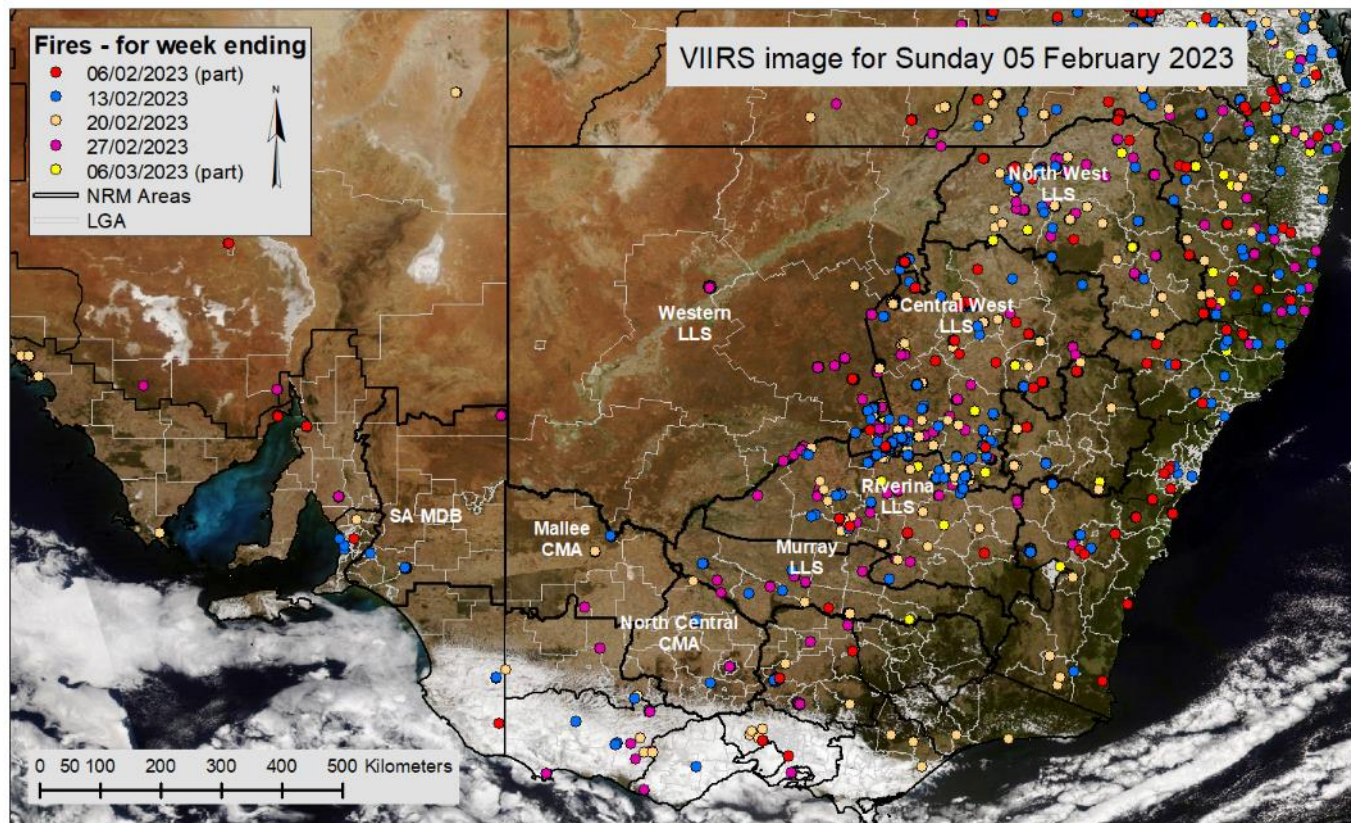 Fires - for week ending
06/02/2023 (part)
13/02/2023
20/02/2023
27/02/2023
06/03/2023 (part)
NRM Areas
LGA
N
VIIRS image for Sunday 05 February 2023
North West
LLS
Western
LLS
Central West
LLS
SA MDB
Mallee
CMA
Riverina
LLS
Murray
LLS
North Central
CMA
0 50 100 200 300 400 500 Kilometers